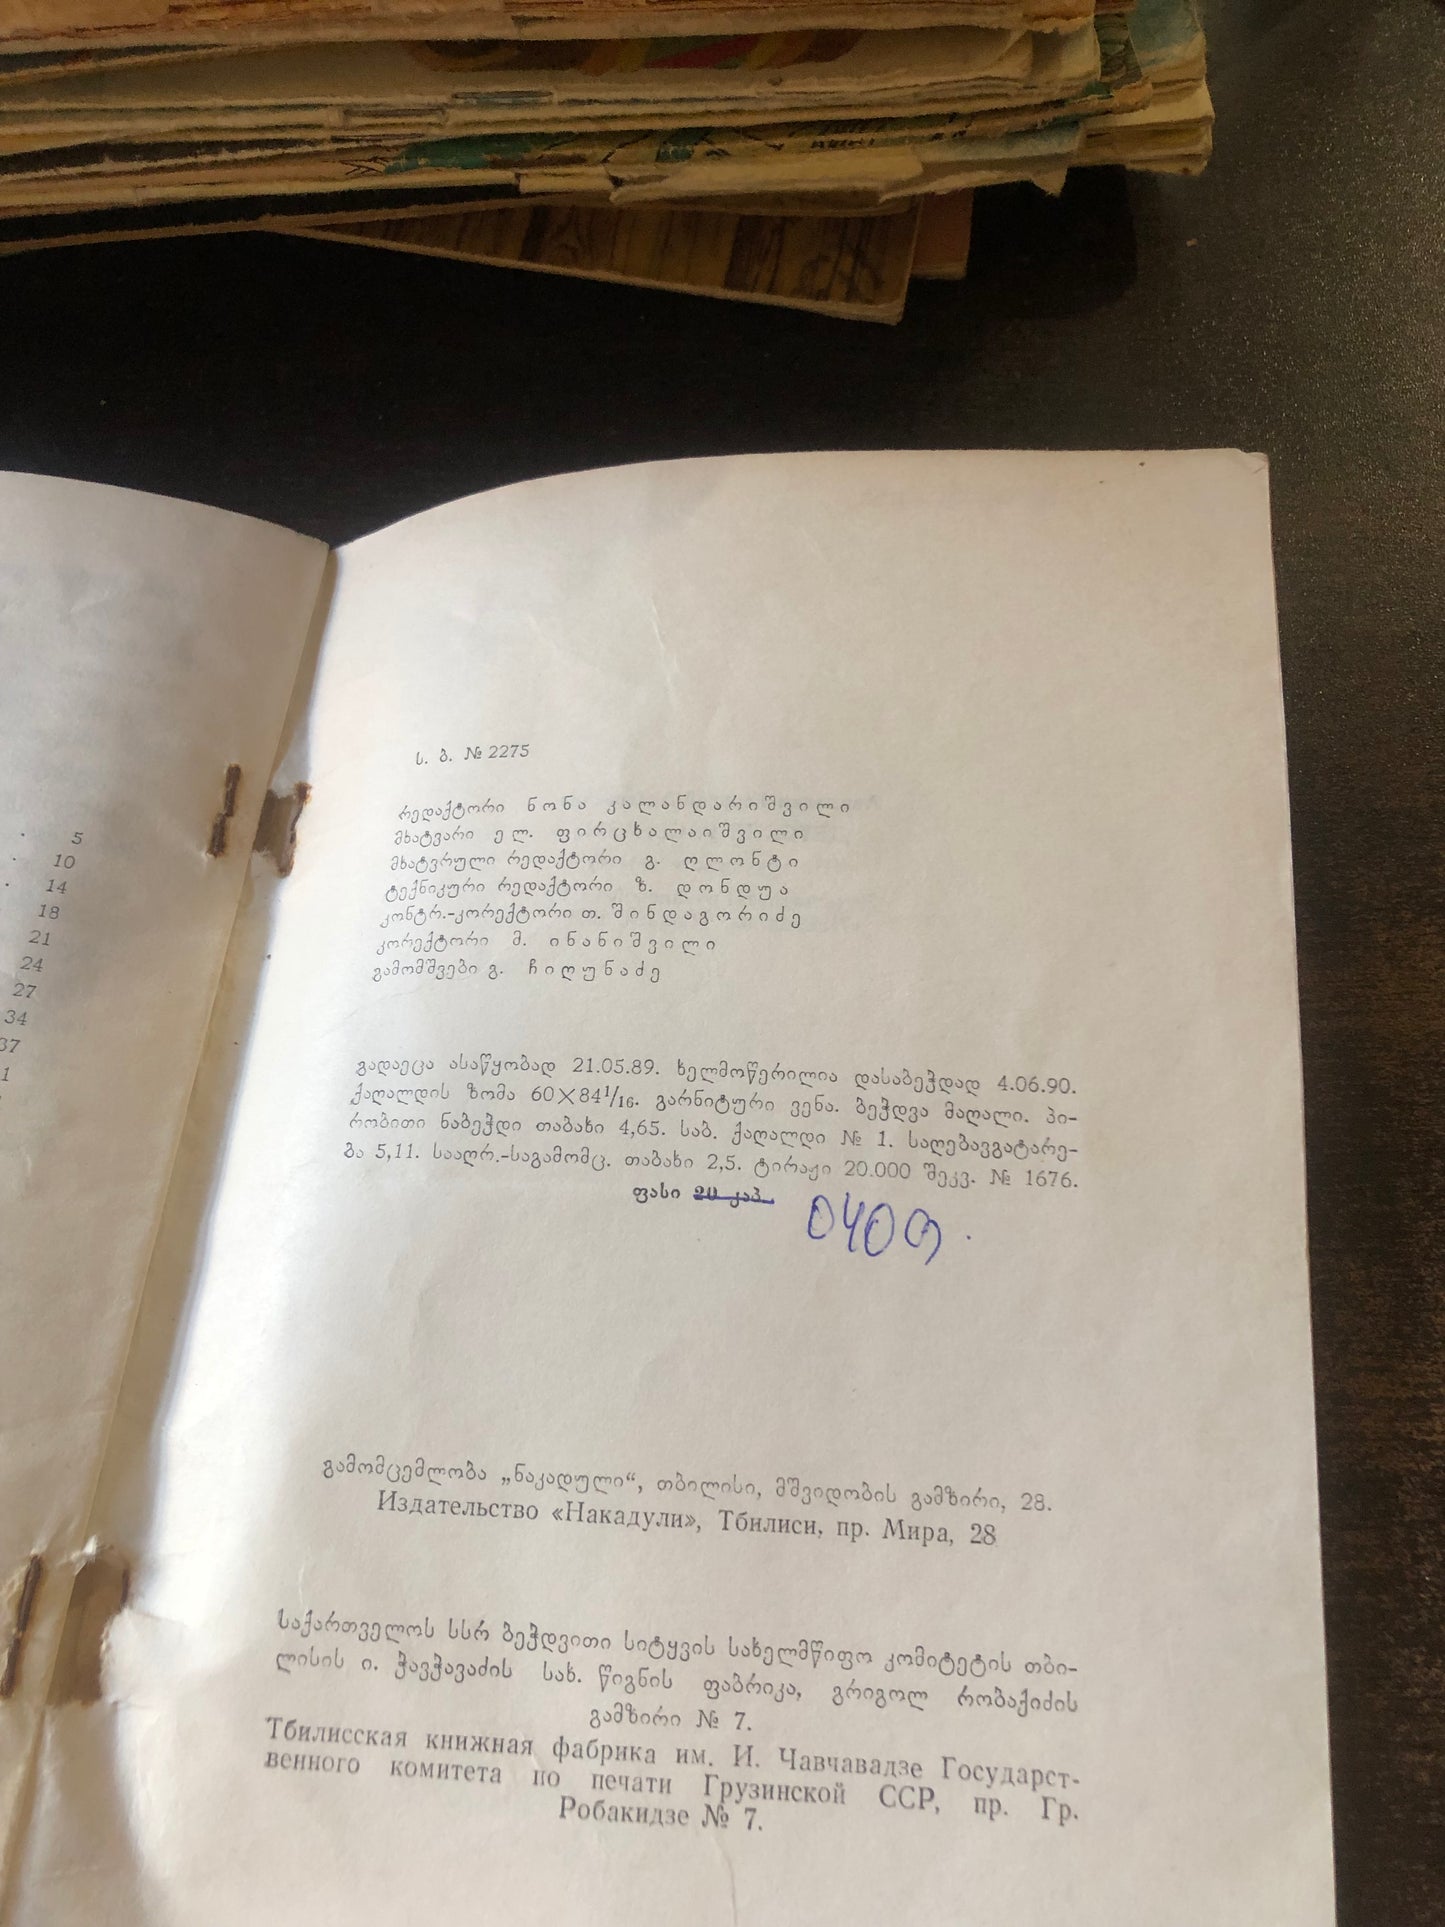 5
10
14
18
21
24
27
34
37
1
ს. ბ. № 2275
რედაქტორი ნონა კალანდარიშვილი
მხატვარი ელ. ფირცხალაიშვილი
მხატვრული რედაქტორი გ. ღლონტი
ტექნიკური რედაქტორი ზ. დონდუა
კონტრ.-კორექტორი თ. შინდაგორიძე
კორექტორი მ. ინანიშვილი
გამომშვები გ. ჩიღუნაძე
გადაეცა ასაწყობად 21.05.89. ხელმოწერილია დასაბეჭდად 4.06.90.
ქაღალდის ზომა 60×84¹/₁₆. გარნიტური ვენა. ბეჭდვა მაღალი. პი-
რობითი ნაბეჭდი თაბახი 4,65. საბ. ქაღალდი № 1. საღებავგატარე-
ბა 5,11. სააღრ.-საგამომც. თაბახი 2,5. ტირაჟი 20.000 შეკვ. № 1676.
ფასი 20 კაპ.
გამომცემლობა „ნაკადული“, თბილისი, მშვიდობის გამზირი, 28.
Издательство «Накадули», Тбилиси, пр. Мира, 28
საქართველოს სსრ ბეჭდვითი სიტყვის სახელმწიფო კომიტეტის თბი-
ლისის ი. ჭავჭავაძის სახ. წიგნის ფაბრიკა, გრიგოლ რობაქიძის
გამზირი № 7.
Тбилисская книжная фабрика им. И. Чавчавадзе Государст-
венного комитета по печати Грузинской ССР, пр. Гр.
Робакидзе № 7.